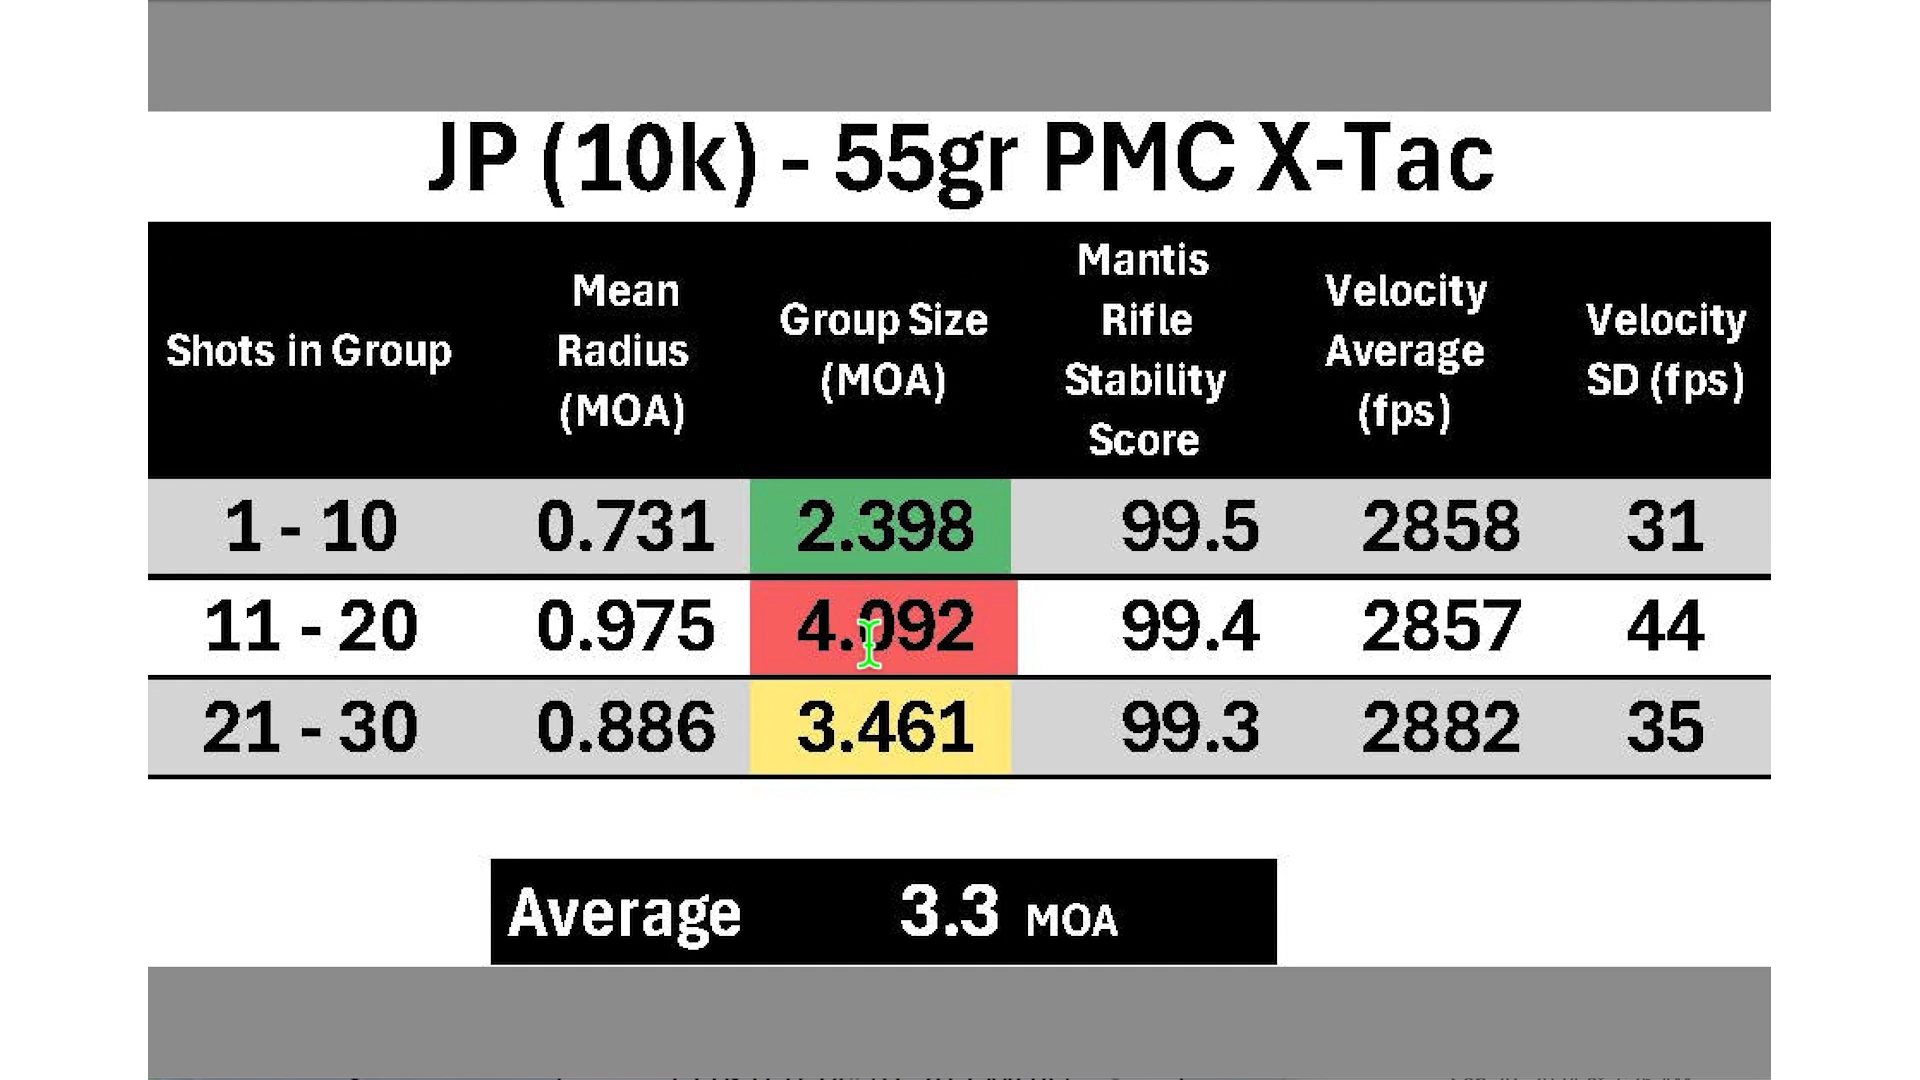 JP (10k) - 55gr PMC X-Tac
Shots in Group
Mean
Radius
(MOA)
Group Size
(MOA)
Mantis
Rifle
Stability
Score
Velocity
Average
(fps)
Velocity
SD (fps)
1 - 10 0.731 2.398 99.5 2858 31
11 - 20 0.975 4.092 99.4 2857 44
21 - 30 0.886 3.461 99.3 2882 35
Average 3.3 MOA